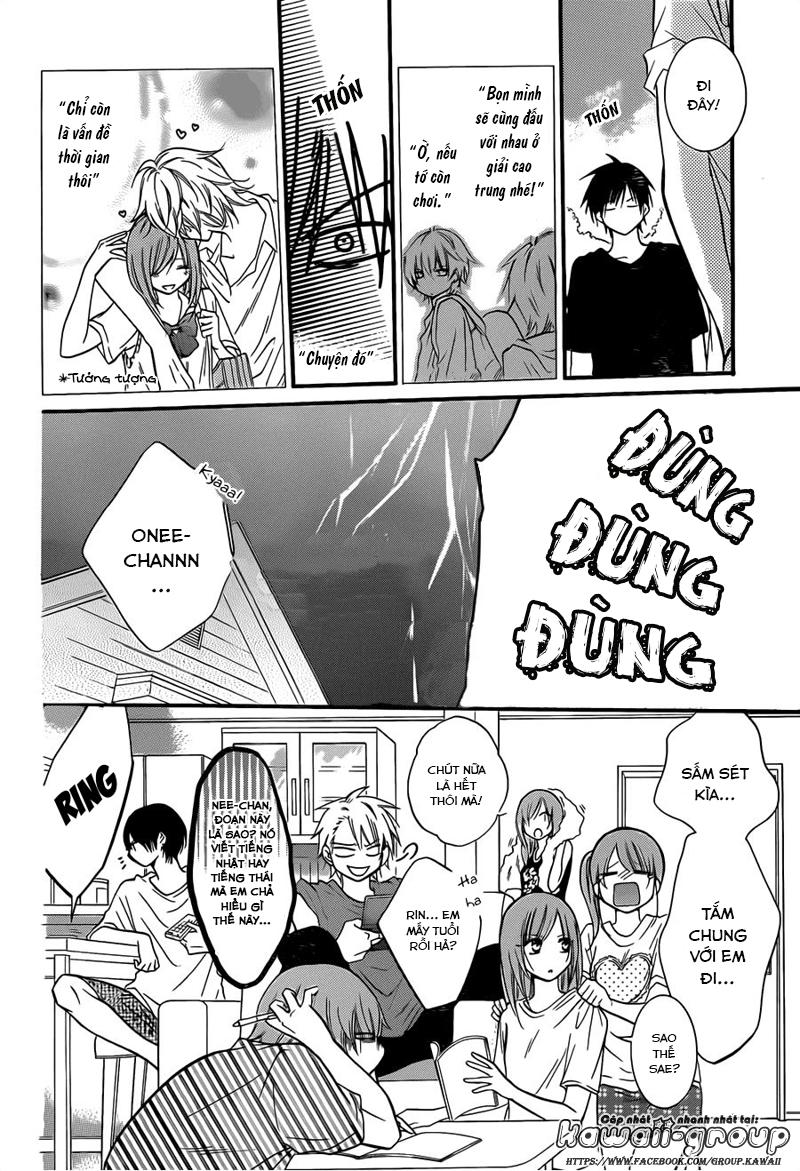 ĐI
ĐÂY!
THỐN
"Bọn mình
sẽ cùng đấu
với nhau ở
giải cao
trung nhé!"
"Ờ, nếu
tớ còn
chơi."
THỐN
"Chuyện đó"
"Chỉ còn
là vấn đề
thời gian
thôi"
*Tưởng tượng
ĐÙNG
ĐÙNG
ĐÙNG
Kyaaa!
ONEE-
CHANNN
...
SẤM SÉT
KÌA...
CHÚT NỮA
LÀ HẾT
THÔI MÀ!
NEE-CHAN,
ĐOẠN NÀY
LÀ SAO? NÓ
VIẾT TIẾNG
NHẬT HAY
TIẾNG THÁI
MÀ EM CHẢ
HIỂU GÌ
THẾ NÀY...
RING
Ha
ha
RIN... EM
MẤY TUỔI
RỒI HẢ?
TẮM
CHUNG
VỚI EM
ĐI...
SAO
THẾ
SAE?
Cập nhật nhanh nhất tại:
kawaii-group
HTTPS://WWW.FACEBOOK.COM/GROUP.KAWAII